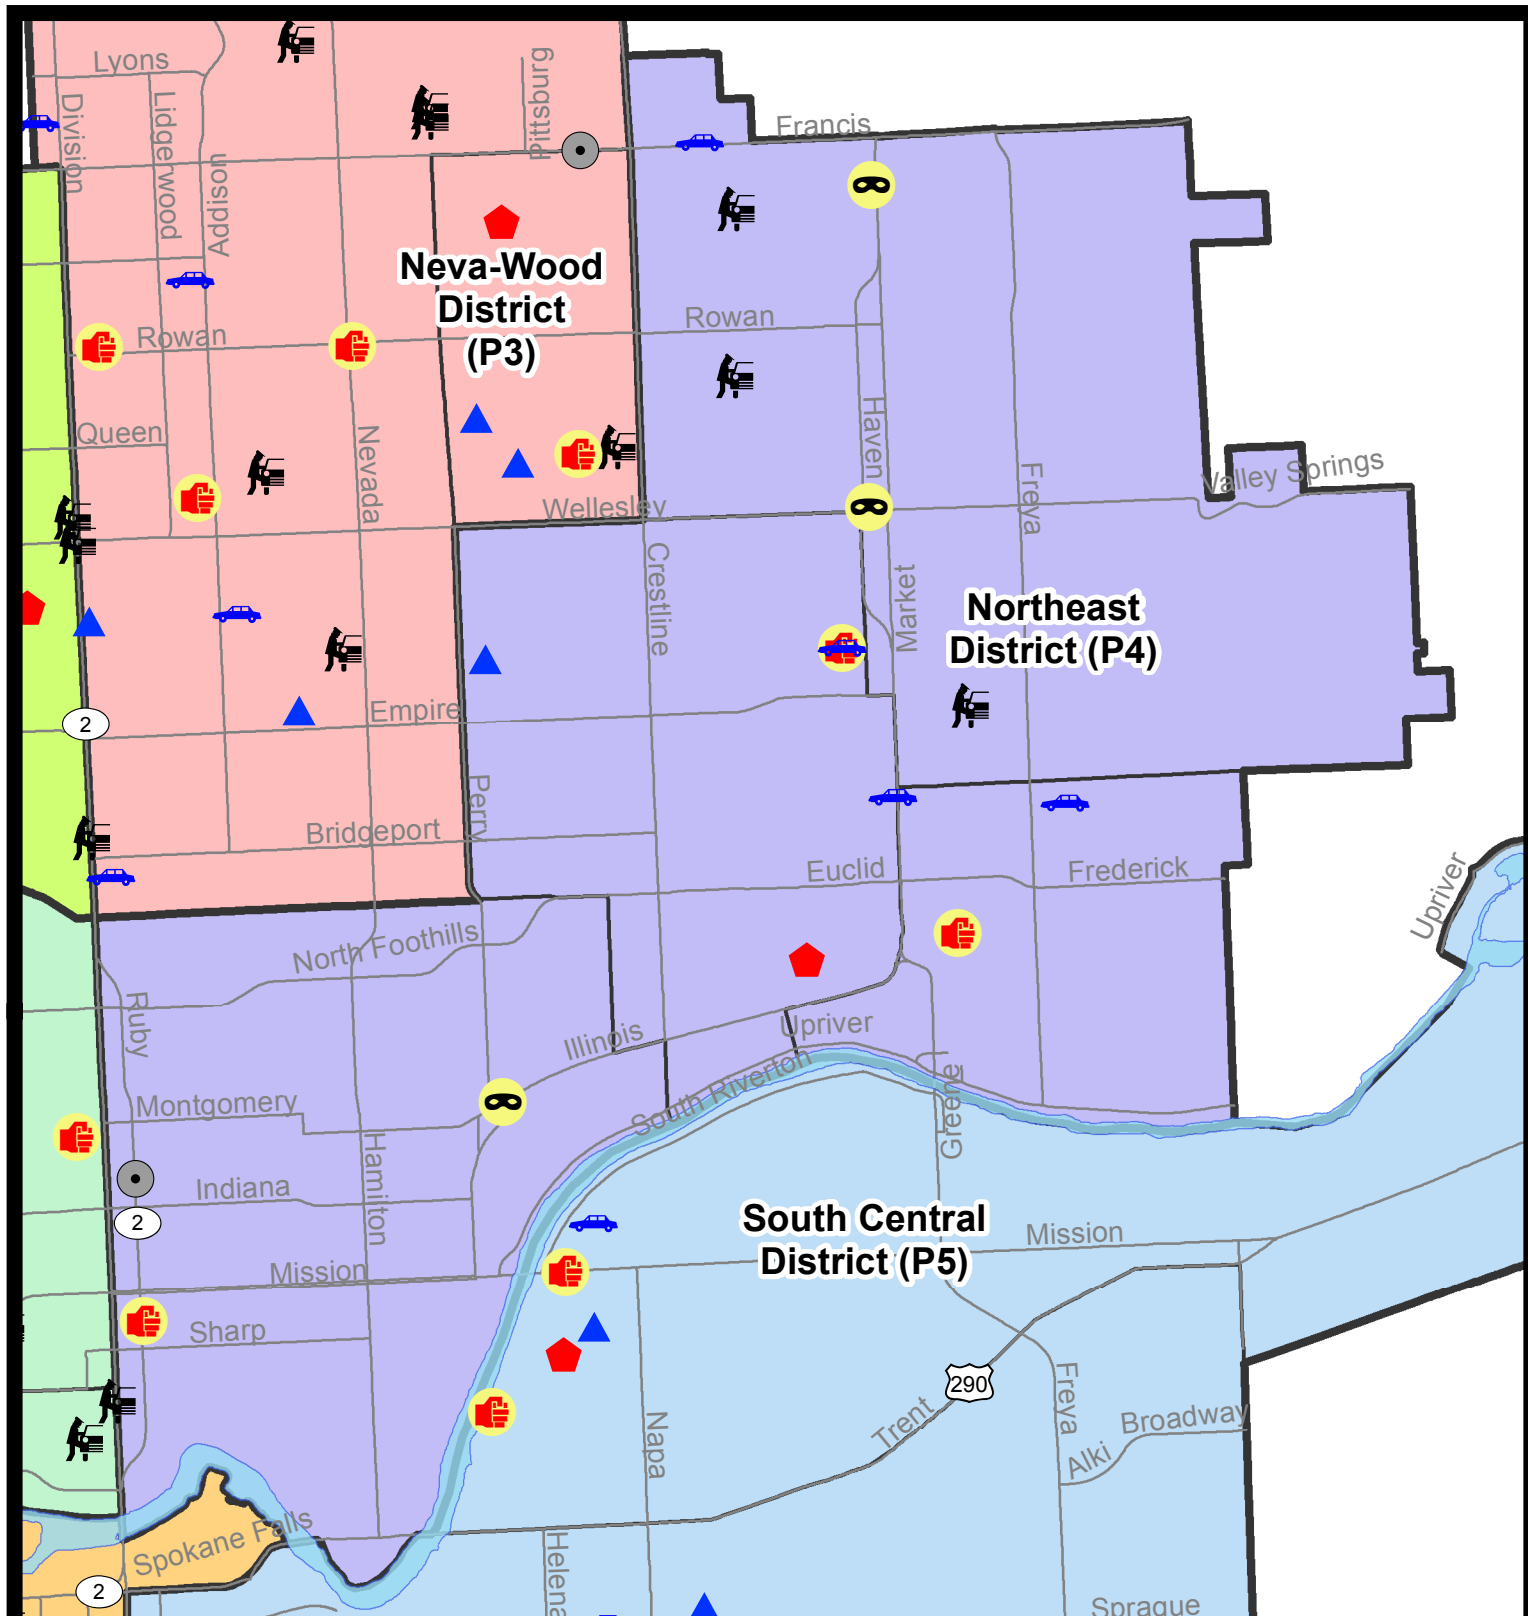 Lyons
Pittsburg
Division
Lidgerwood
Addison
Francis
Neva-Wood
District
(P3)
Rowan
Rowan
Queen
Nevada
Haven
Freya
Valley Springs
Wellesley
Crestline
Market
Northeast
District (P4)
2
Empire
Perry
Bridgeport
Euclid
Frederick
Upriver
North Foothills
Ruby
Illinois
Upriver
South Riverton
Greene
Montgomery
Hamilton
Indiana
2
South Central
District (P5)
Mission
Mission
Sharp
290
Freya
Broadway
Trent
Alki
Napa
Spokane Falls
Helena
2
Sprague